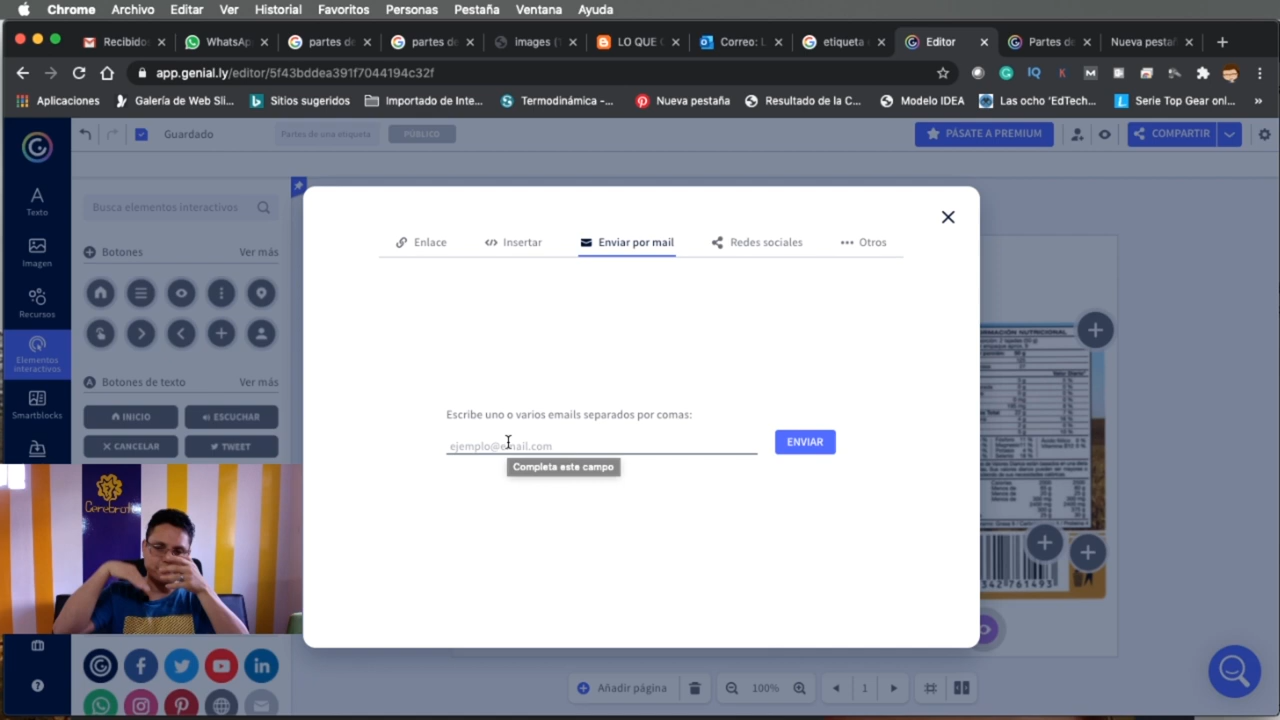 Chrome Archivo Editar Ver Historial Favoritos Personas Pestaña Ventana Ayuda
Recibido WhatsAp partes de partes de images ( LO QUE Correo: etiqueta Editor Partes de Nueva pesta
app.genial.ly/editor/5f43bddea391f7044194c32f
Aplicaciones Galería de Web Sli... Sitios sugeridos Importado de Inte... Termodinámica -... Nueva pestaña Resultado de la C... Modelo IDEA Las ocho ‘EdTech... Serie Top Gear onl... »
Guardado Partes de una etiqueta PÚBLICO PÁSATE A PREMIUM COMPARTIR
Texto
Imagen
Recursos
Elementos
interactivos
Smartblocks
Busca elementos interactivos
Botones Ver más
Botones de texto Ver más
INICIO ESCUCHAR
CANCELAR TWEET
Enlace Insertar Enviar por mail Redes sociales Otros
Escribe uno o varios emails separados por comas:
ejemplo@email.com ENVIAR
Completa este campo
NUTRICIONAL
342 761493
Añadir página 100% 1